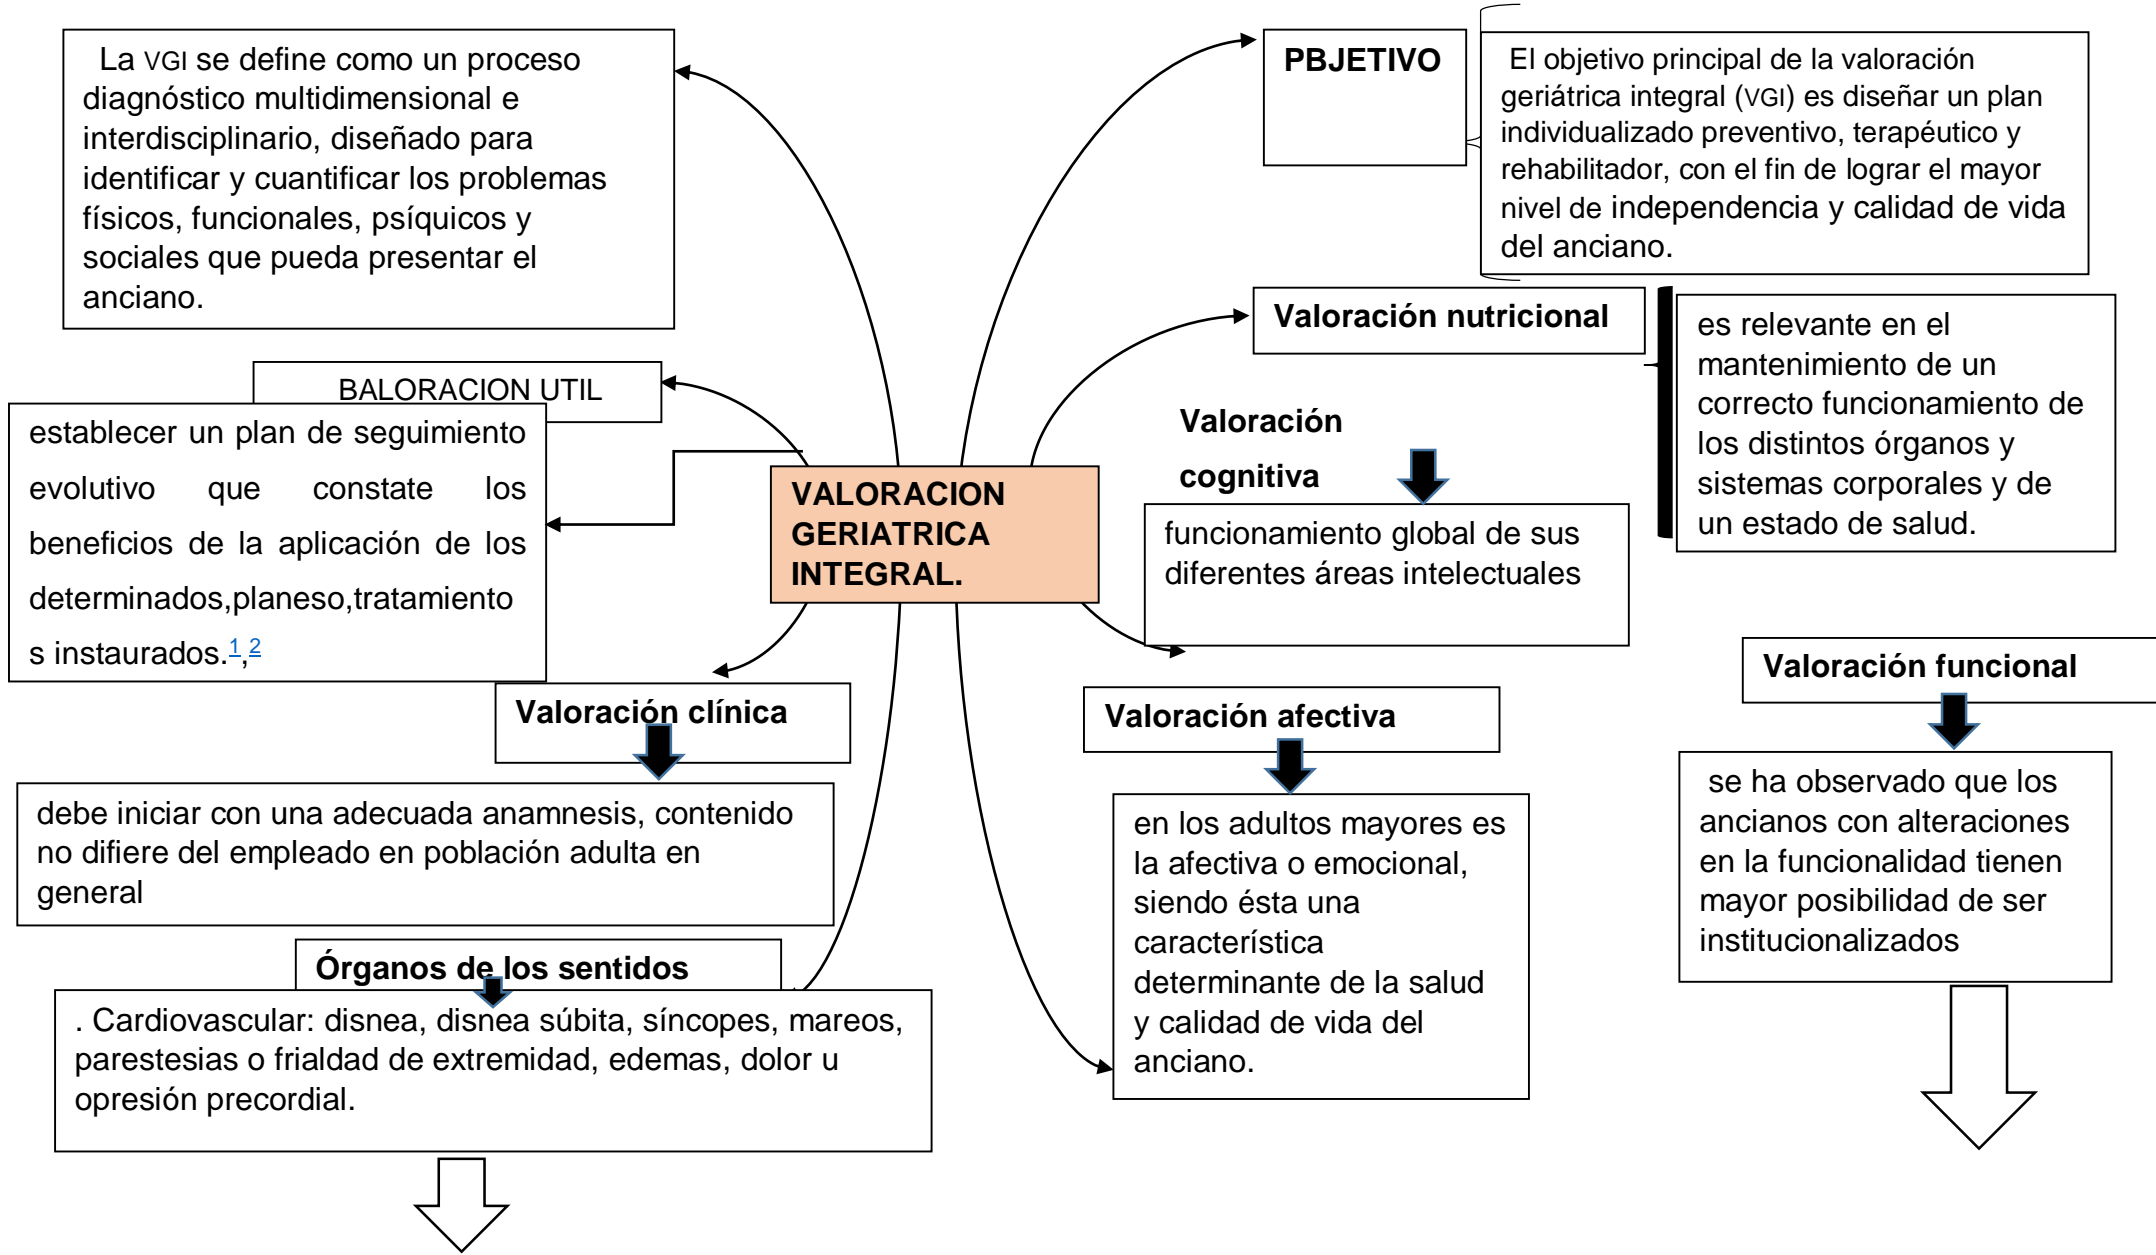 La VGI se define como un proceso
diagnóstico multidimensional e
interdisciplinario, diseñado para
identificar y cuantificar los problemas
físicos, funcionales, psíquicos y
sociales que pueda presentar el
anciano.
PBJETIVO
El objetivo principal de la valoración
geriátrica integral (VGI) es diseñar un plan
individualizado preventivo, terapéutico y
rehabilitador, con el fin de lograr el mayor
nivel de independencia y calidad de vida
del anciano.
Valoración nutricional
es relevante en el
mantenimiento de un
correcto funcionamiento de
los distintos órganos y
sistemas corporales y de
un estado de salud.
BALORACION UTIL
establecer un plan de seguimiento
evolutivo que constate los
beneficios de la aplicación de los
determinados,planeso,tratamiento
s instaurados.1,2
VALORACION
GERIATRICA
INTEGRAL.
Valoración
cognitiva
funcionamiento global de sus
diferentes áreas intelectuales
Valoración clínica
debe iniciar con una adecuada anamnesis, contenido
no difiere del empleado en población adulta en
general
Valoración afectiva
en los adultos mayores es
la afectiva o emocional,
siendo ésta una
característica
determinante de la salud
y calidad de vida del
anciano.
Valoración funcional
se ha observado que los
ancianos con alteraciones
en la funcionalidad tienen
mayor posibilidad de ser
institucionalizados
Órganos de los sentidos
. Cardiovascular: disnea, disnea súbita, síncopes, mareos,
parestesias o frialdad de extremidad, edemas, dolor u
opresión precordial.